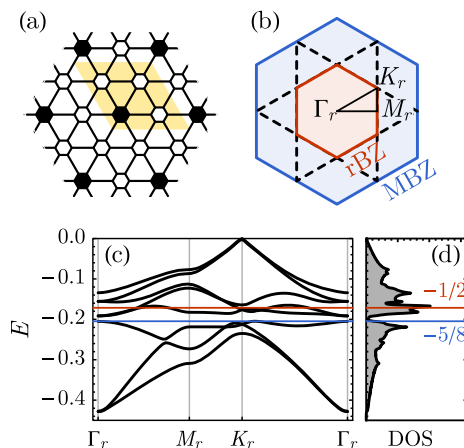 (a)
(b)
K_r
Γ_r
M_r
rBZ
MBZ
(c)
(d)
0.0
−0.1
−0.2
−0.3
−0.4
E
−1/2
−5/8
Γ_r M_r K_r Γ_r DOS